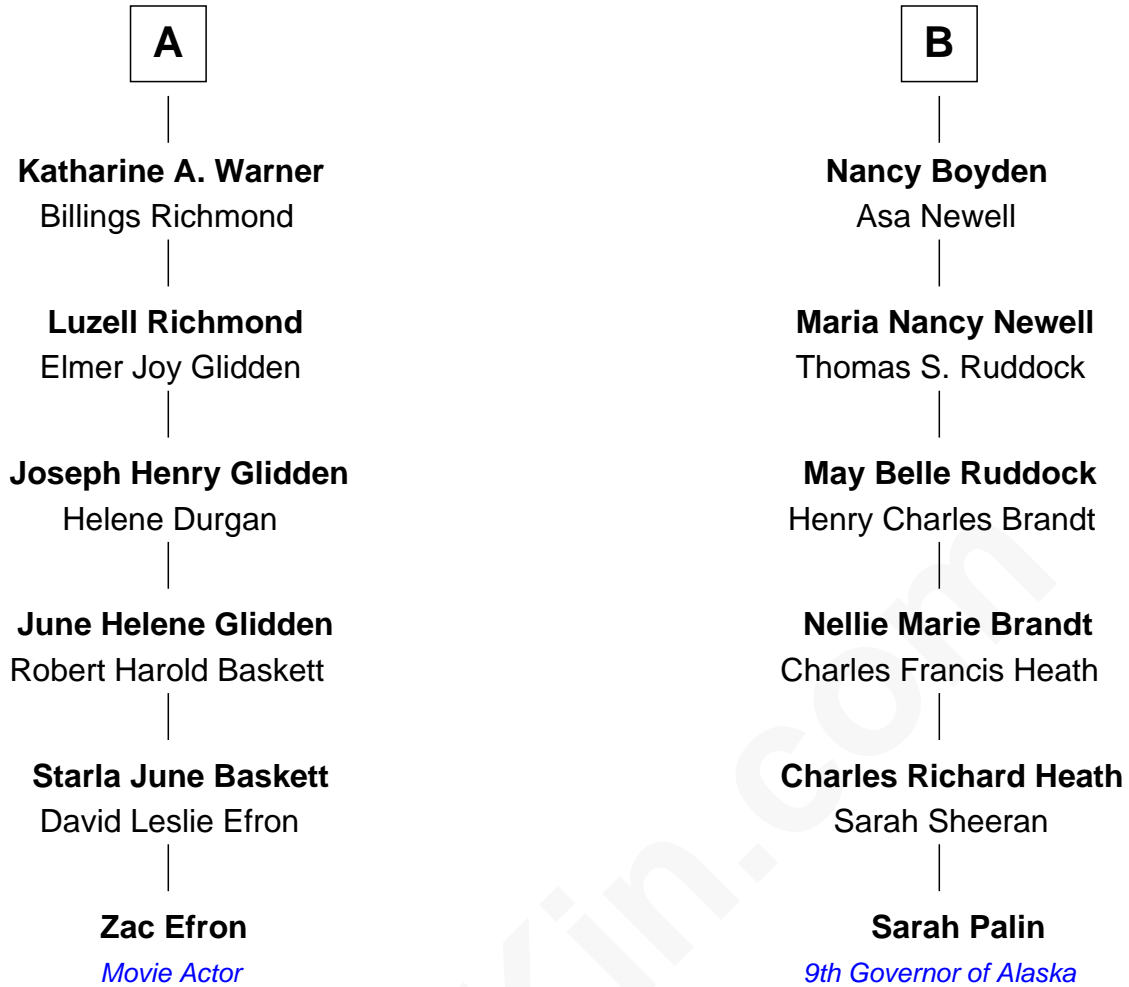 A
Katharine A. Warner
Billings Richmond
Luzell Richmond
Elmer Joy Glidden
Joseph Henry Glidden
Helene Durgan
June Helene Glidden
Robert Harold Baskett
Starla June Baskett
David Leslie Efron
Zac Efron
Movie Actor
B
Nancy Boyden
Asa Newell
Maria Nancy Newell
Thomas S. Ruddock
May Belle Ruddock
Henry Charles Brandt
Nellie Marie Brandt
Charles Francis Heath
Charles Richard Heath
Sarah Sheeran
Sarah Palin
9th Governor of Alaska